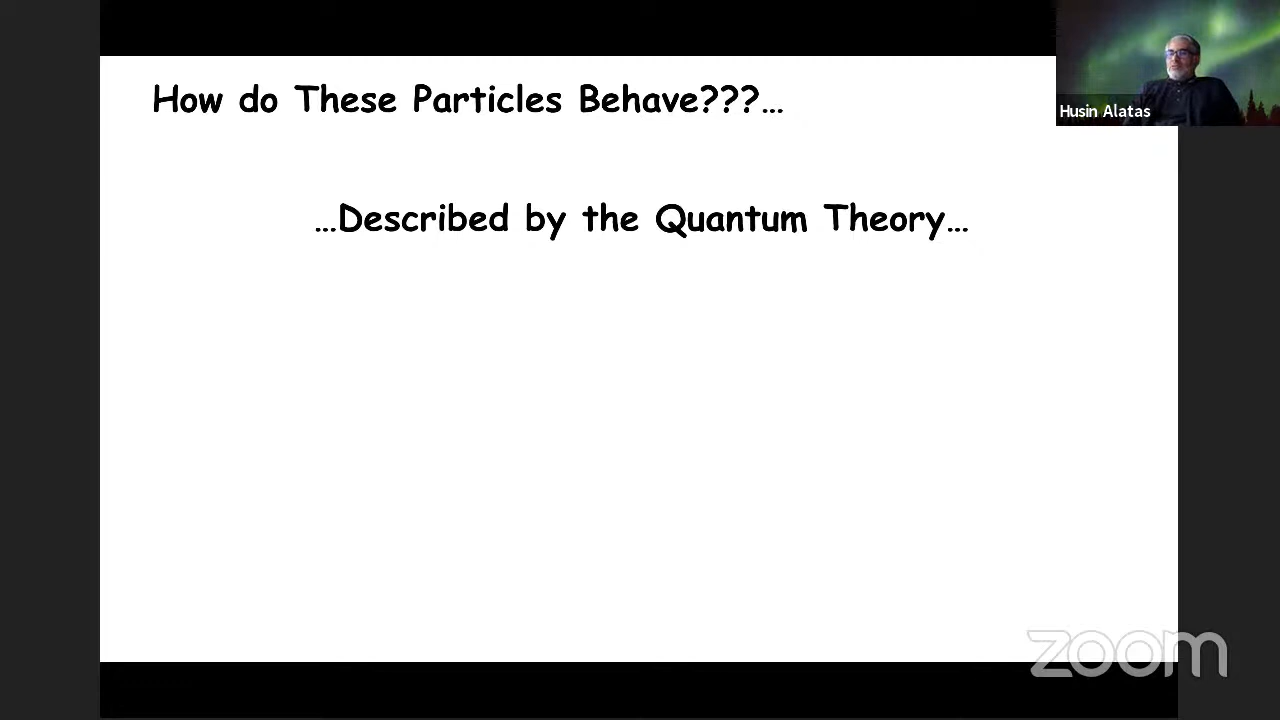 How do These Particles Behave???...
Husin Alatas
...Described by the Quantum Theory...
zoom